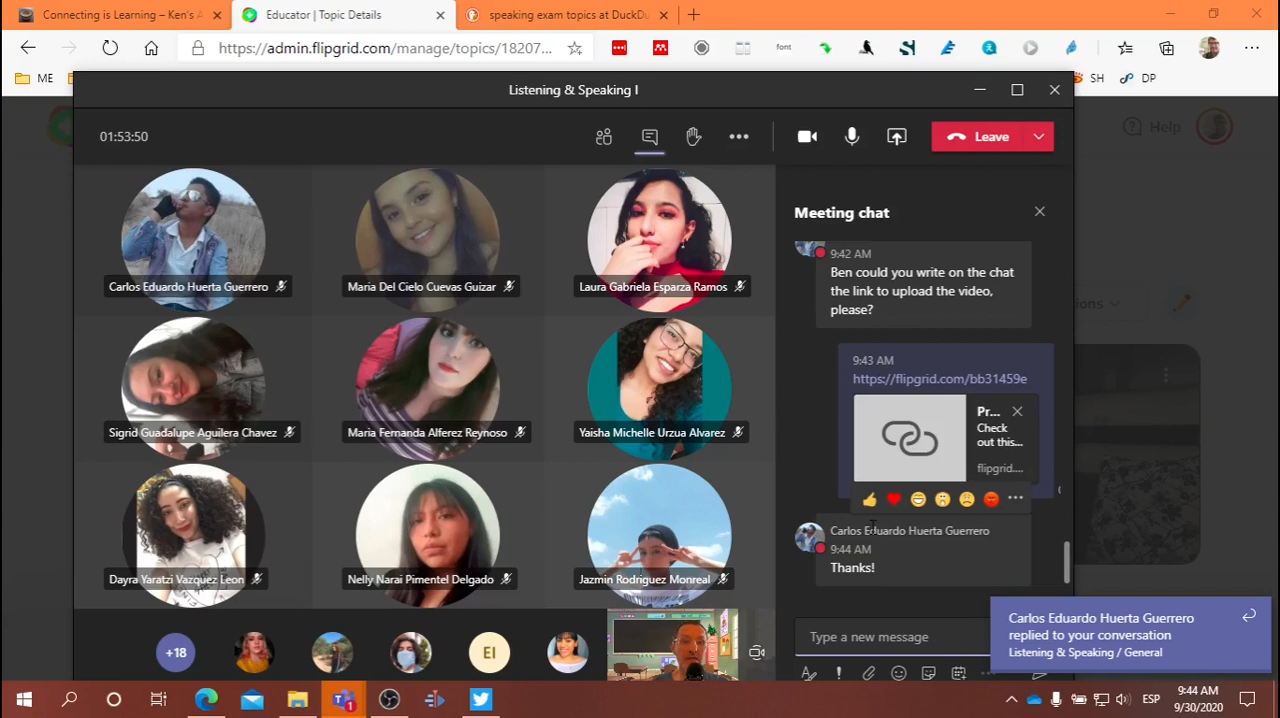 Connecting is Learning – Ken's A
Educator | Topic Details
speaking exam topics at DuckDu
https://admin.flipgrid.com/manage/topics/18207...
font
ME
SH
DP
Listening & Speaking I
01:53:50
Leave
Help
Carlos Eduardo Huerta Guerrero
Maria Del Cielo Cuevas Guizar
Laura Gabriela Esparza Ramos
Sigrid Guadalupe Aguilera Chavez
Maria Fernanda Alferez Reynoso
Yaisha Michelle Urzua Alvarez
Dayra Yaratzi Vazquez Leon
Nelly Narai Pimentel Delgado
Jazmin Rodriguez Monreal
+18
EI
Meeting chat
9:42 AM
Ben could you write on the chat
the link to upload the video,
please?
9:43 AM
https://flipgrid.com/bb31459e
Pr...
Check
out this...
flipgrid....
Carlos Eduardo Huerta Guerrero
9:44 AM
Thanks!
Type a new message
Carlos Eduardo Huerta Guerrero
replied to your conversation
Listening & Speaking / General
ESP
9:44 AM
9/30/2020